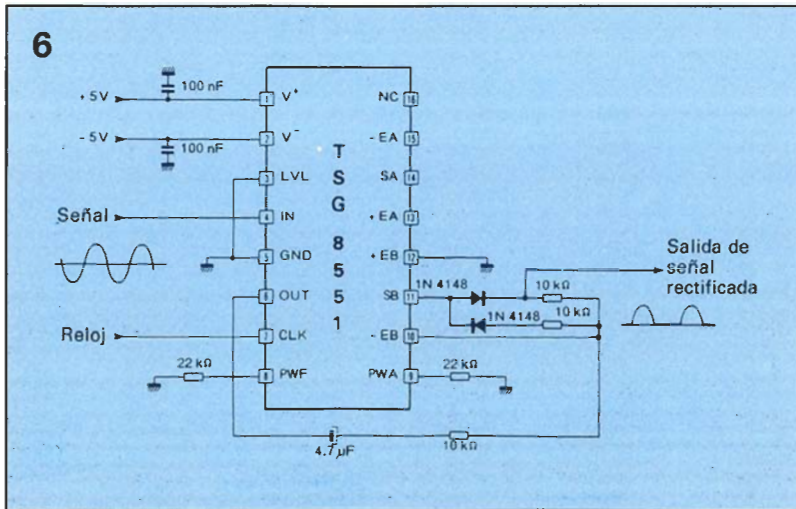 6
100 nF
+5V
1 V+ NC 16
-5V
2 V- -EA 15
100 nF
T
S
G
8
5
5
1
3 LVL SA 14
Señal
4 IN +EA 13
5 GND +EB 12
Salida de
señal
rectificada
1N 4148
10 kΩ
6 OUT SB 11
1N 4148
10 kΩ
Reloj
7 CLK -EB 10
22 kΩ
8 PWF PWA 9
22 kΩ
4.7 µF
10 kΩ